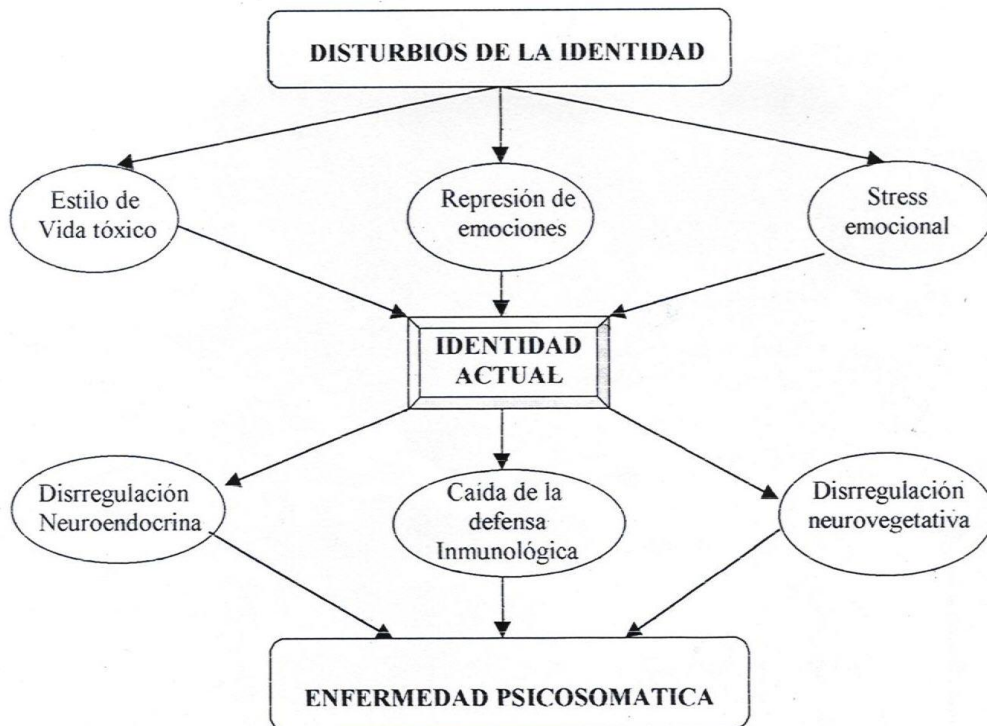 DISTURBIOS DE LA IDENTIDAD
Estilo de
Vida tóxico
Represión de
emociones
Stress
emocional
IDENTIDAD
ACTUAL
Disrregulación
Neuroendocrina
Caída de la
defensa
Inmunológica
Disrregulación
neurovegetativa
ENFERMEDAD PSICOSOMATICA